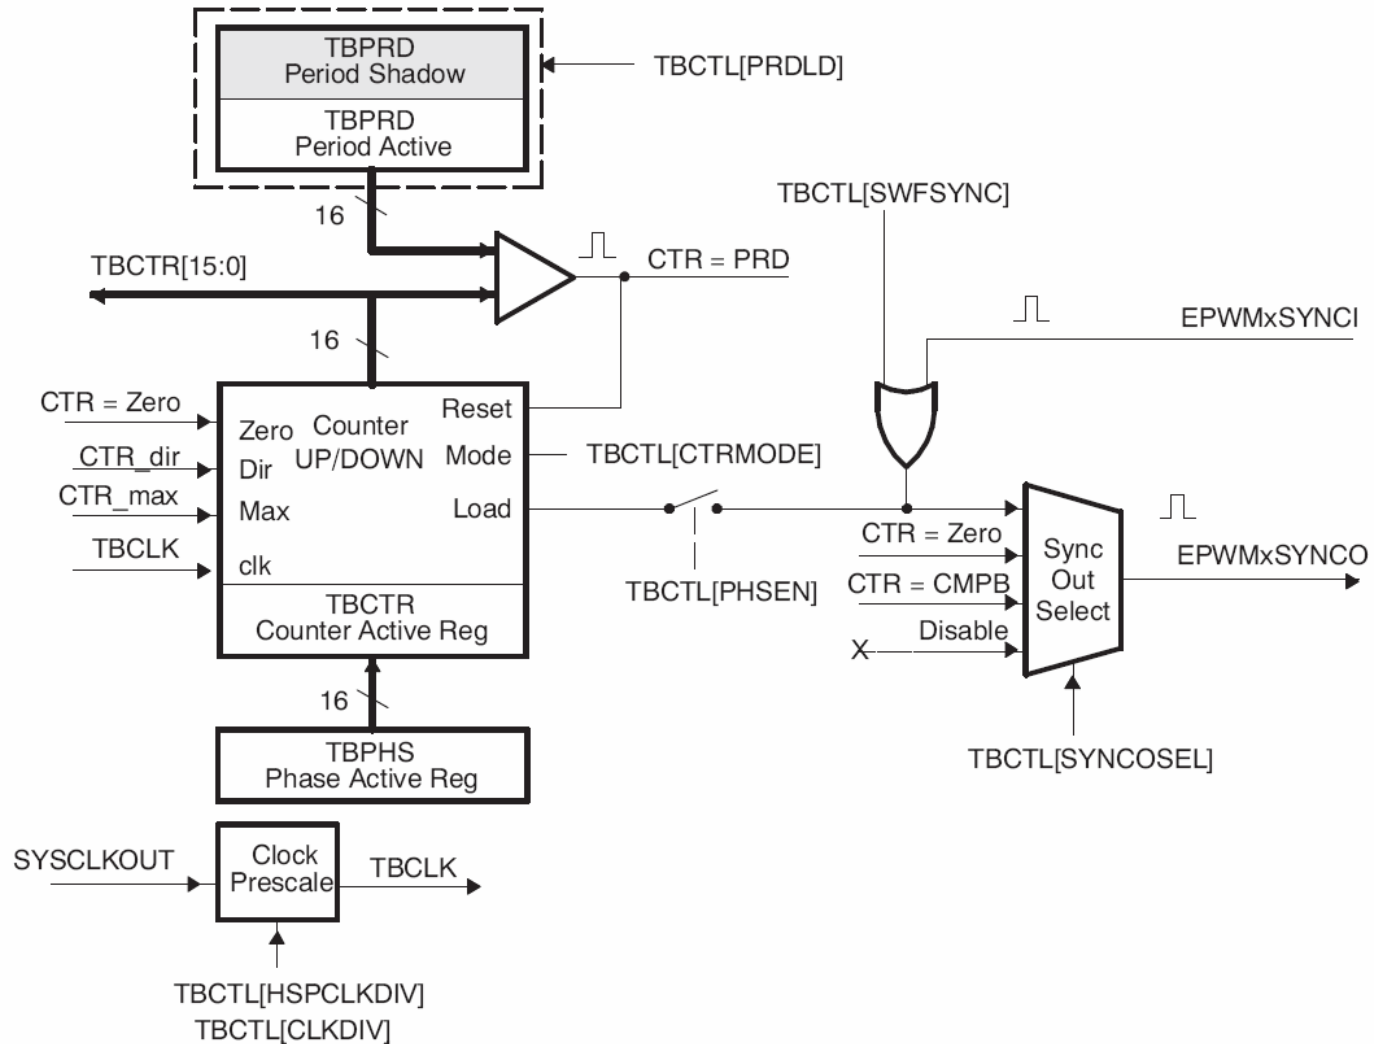 TBPRD
Period Shadow
TBCTL[PRDLD]
TBPRD
Period Active
16
TBCTL[SWFSYNC]
TBCTR[15:0]
CTR = PRD
EPWMxSYNCI
16
CTR = Zero
CTR_dir
CTR_max
TBCLK
Zero
Dir
Max
clk
Counter
UP/DOWN
Reset
Mode
Load
TBCTL[CTRMODE]
TBCTR
Counter Active Reg
TBCTL[PHSEN]
CTR = Zero
CTR = CMPB
Disable
X
Sync
Out
Select
EPWMxSYNCO
TBCTL[SYNCOSEL]
16
TBPHS
Phase Active Reg
SYSCLKOUT
Clock
Prescale
TBCLK
TBCTL[HSPCLKDIV]
TBCTL[CLKDIV]